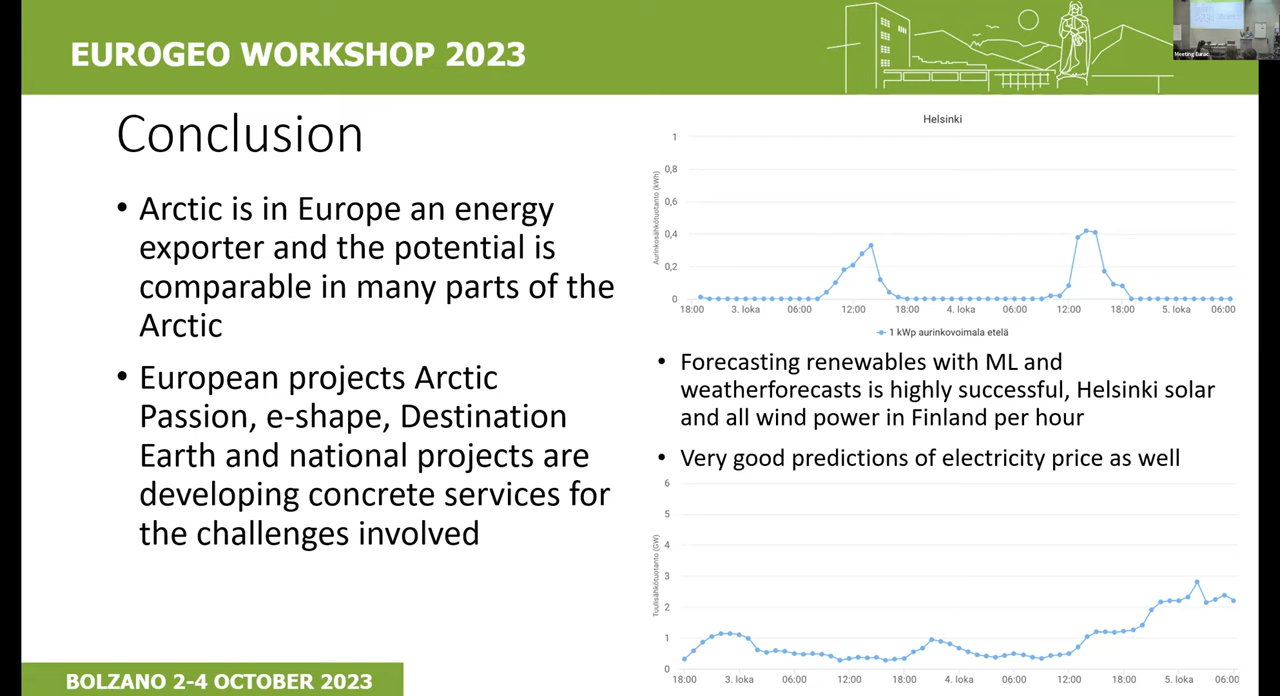 EUROGEO WORKSHOP 2023
Meeting Eurac
Conclusion
• Arctic is in Europe an energy
exporter and the potential is
comparable in many parts of the
Arctic
• European projects Arctic
Passion, e-shape, Destination
Earth and national projects are
developing concrete services for
the challenges involved
Helsinki
Aurinkosähkötuotanto (kWh)
1
0,8
0,6
0,4
0,2
0
18:00 3. loka 06:00 12:00 18:00 4. loka 06:00 12:00 18:00 5. loka 06:00
1 kWp aurinkovoimala etelä
• Forecasting renewables with ML and
weatherforecasts is highly successful, Helsinki solar
and all wind power in Finland per hour
• Very good predictions of electricity price as well
Tuulisähkötuotanto (GW)
6
5
4
3
2
1
0
18:00 3. loka 06:00 12:00 18:00 4. loka 06:00 12:00 18:00 5. loka 06:00
BOLZANO 2-4 OCTOBER 2023